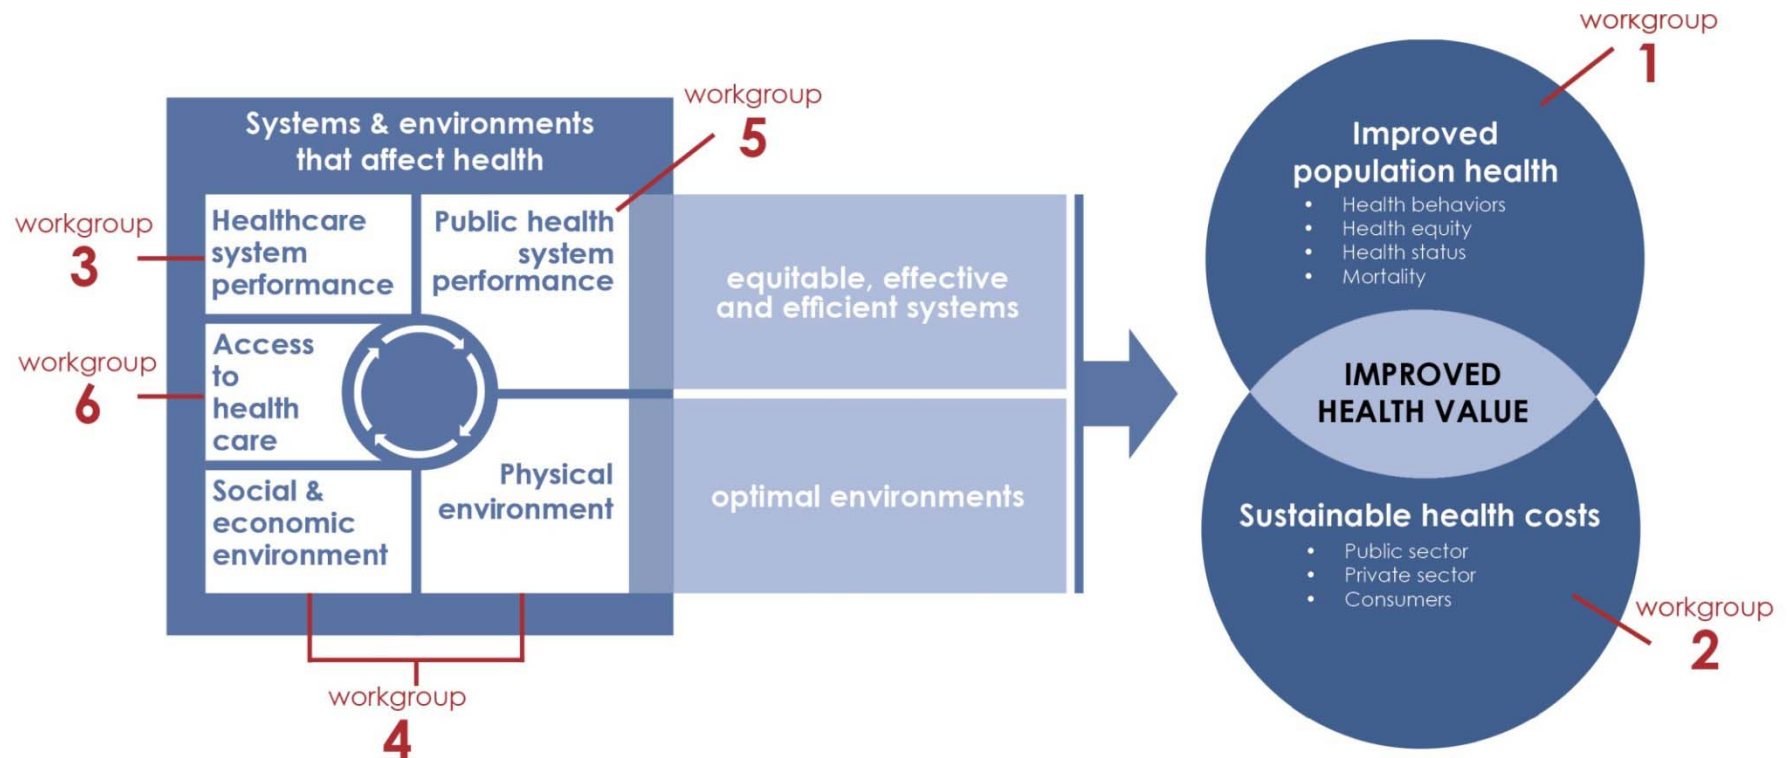 Systems & environments
that affect health
workgroup
3
Healthcare
system
performance
workgroup
5
Public health
system
performance
workgroup
6
Access
to
health
care
Social &
economic
environment
Physical
environment
workgroup
4
equitable, effective
and efficient systems
optimal environments
workgroup
1
Improved
population health
• Health behaviors
• Health equity
• Health status
• Mortality
IMPROVED
HEALTH VALUE
Sustainable health costs
• Public sector
• Private sector
• Consumers
workgroup
2